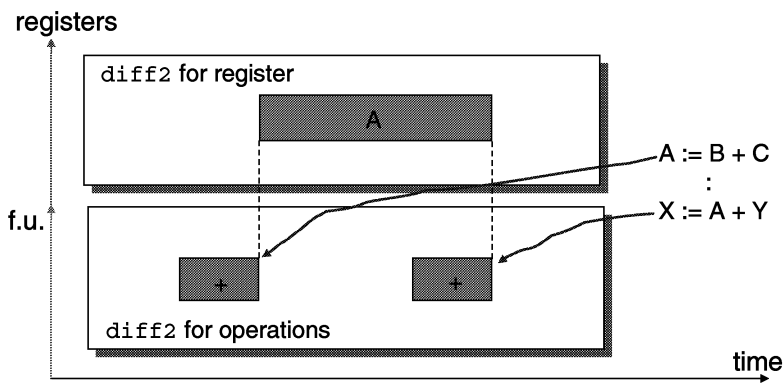 registers
diff2 for register
A
A := B + C
:
X := A + Y
f.u.
+ +
diff2 for operations
time